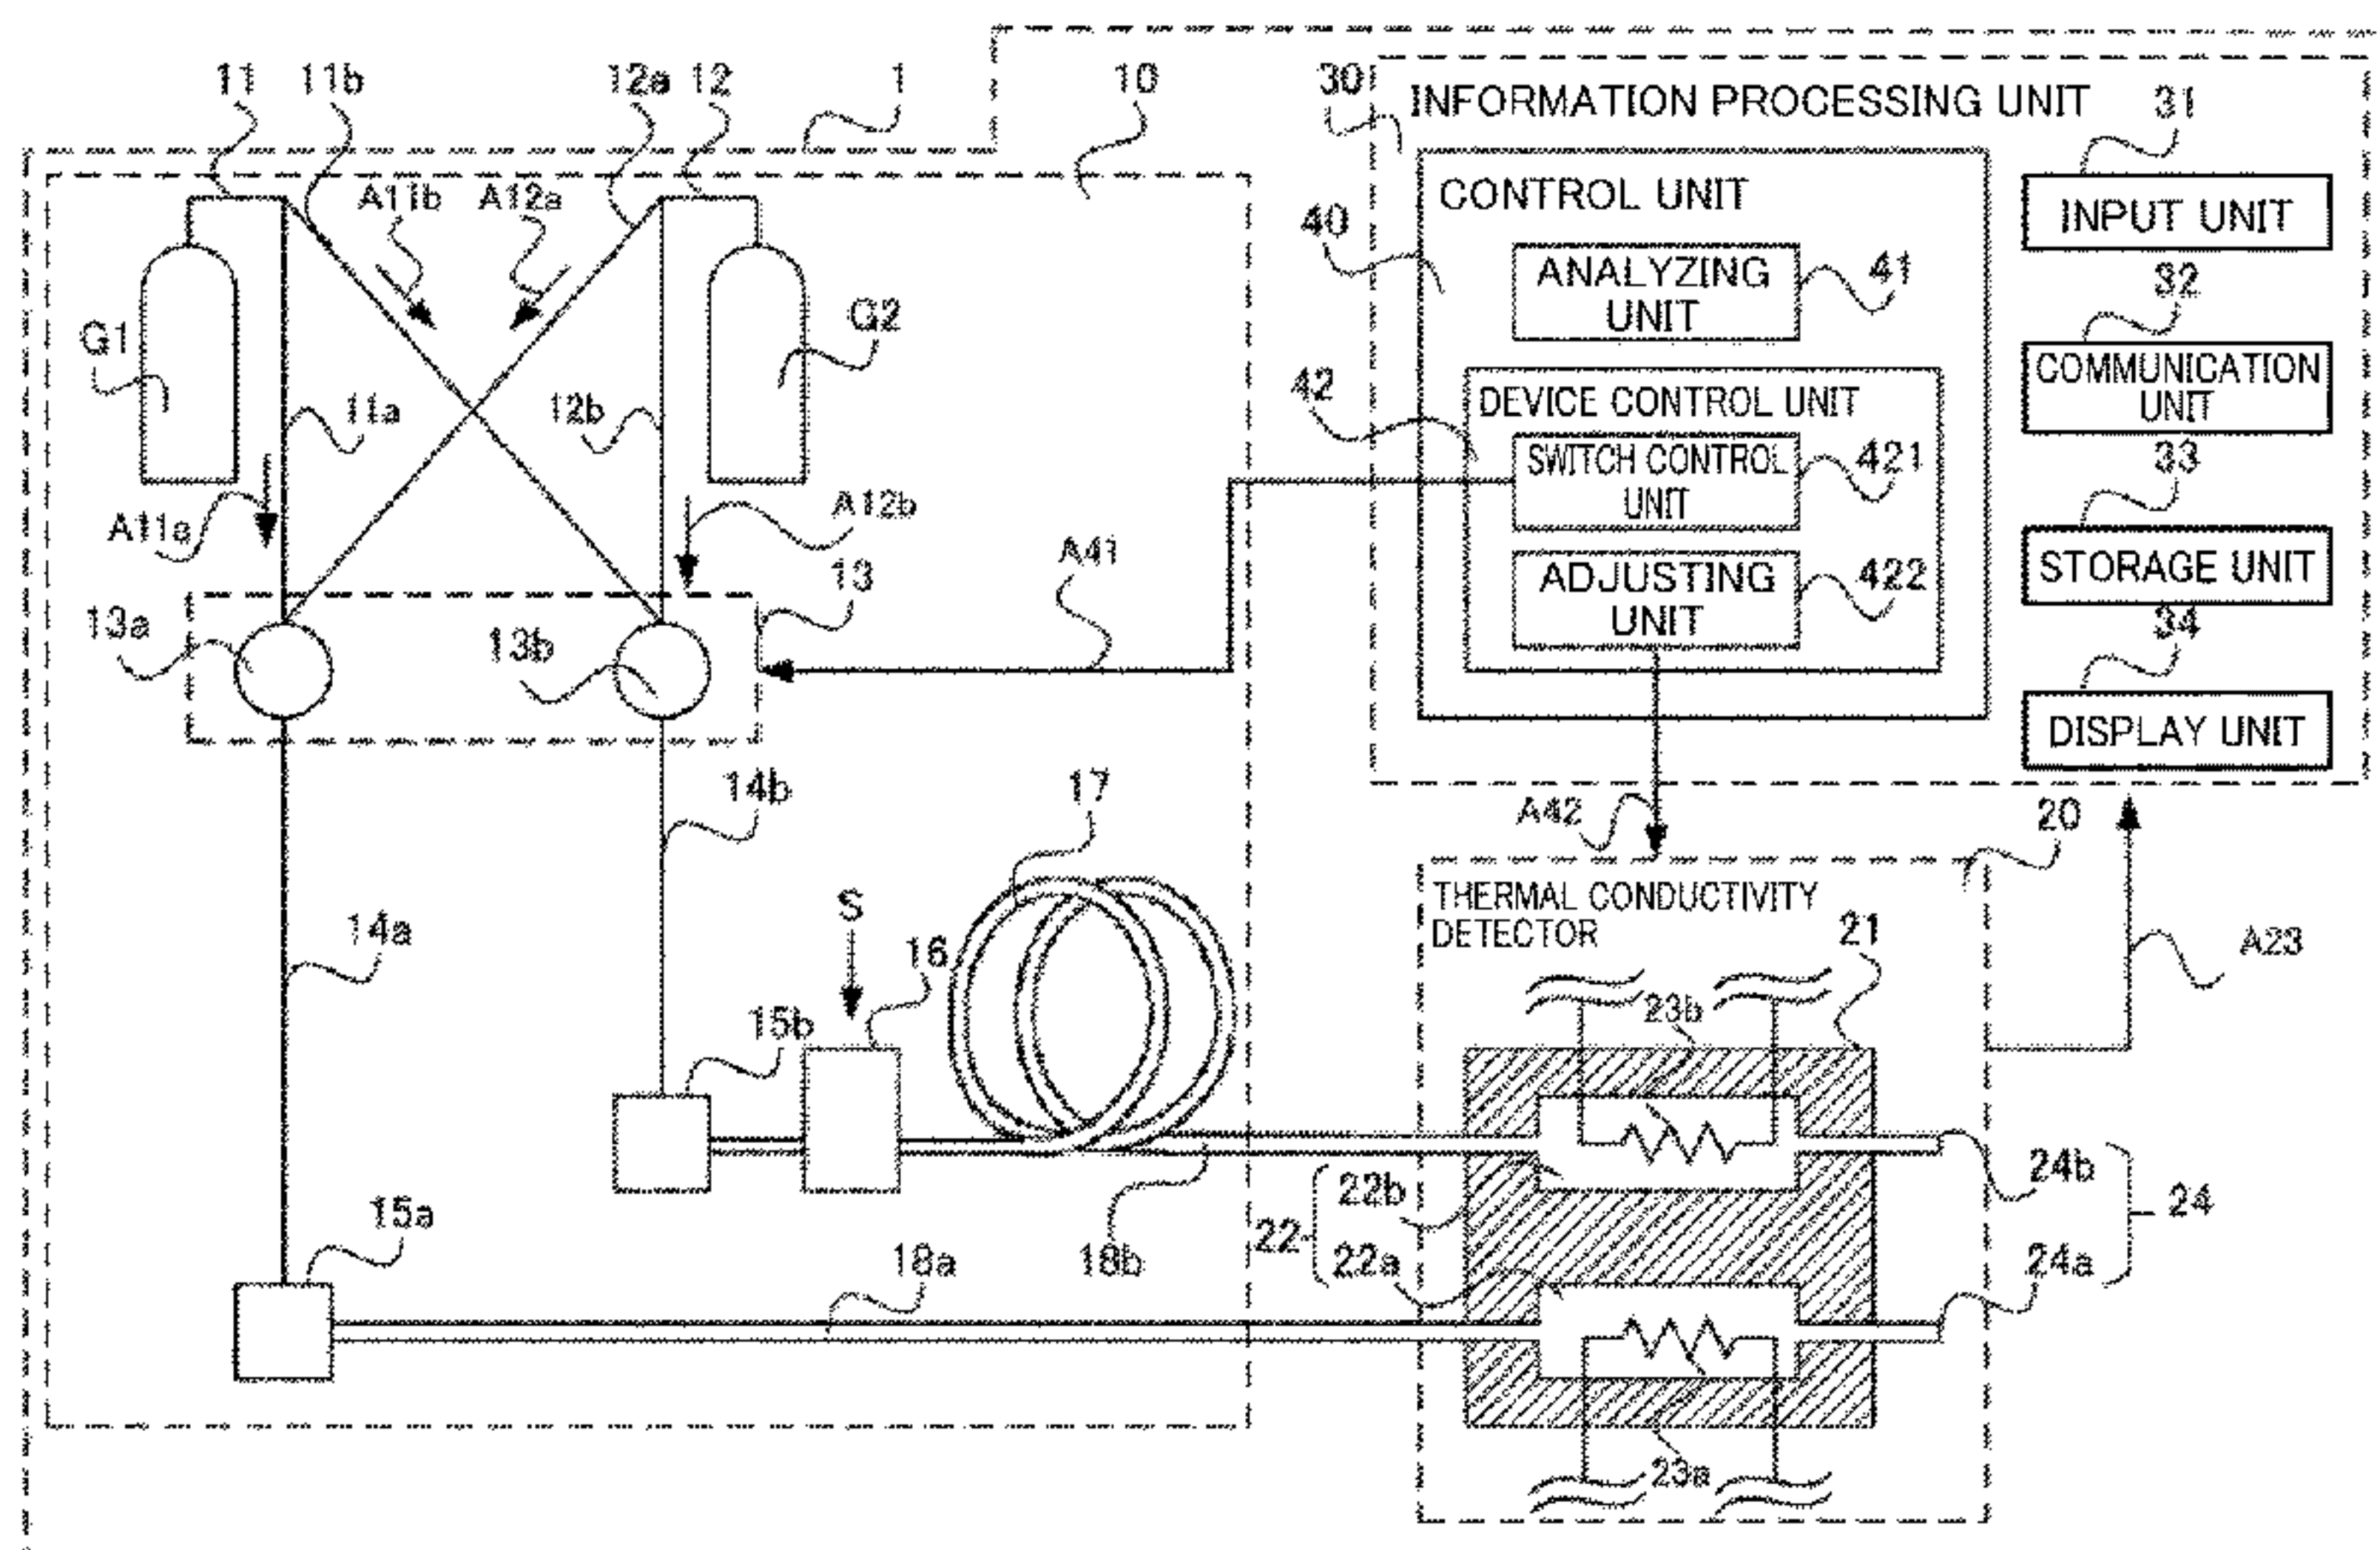 11 11b 12a 12 1 10
30 INFORMATION PROCESSING UNIT
31
INPUT UNIT
32
COMMUNICATION
UNIT
33
STORAGE UNIT
34
DISPLAY UNIT
CONTROL UNIT
40
ANALYZING
UNIT
41
42
DEVICE CONTROL UNIT
SWITCH CONTROL
UNIT
421
ADJUSTING
UNIT
422
A11b A12a
G1 G2
11a 12b
A11a A12b
13
A41
13a 13b
14b 17
A42
20
THERMAL CONDUCTIVITY
DETECTOR
21
A23
14a
S
16
15b
23b
24b
24
24a
22b
22
22a
15a
18a 18b
23a